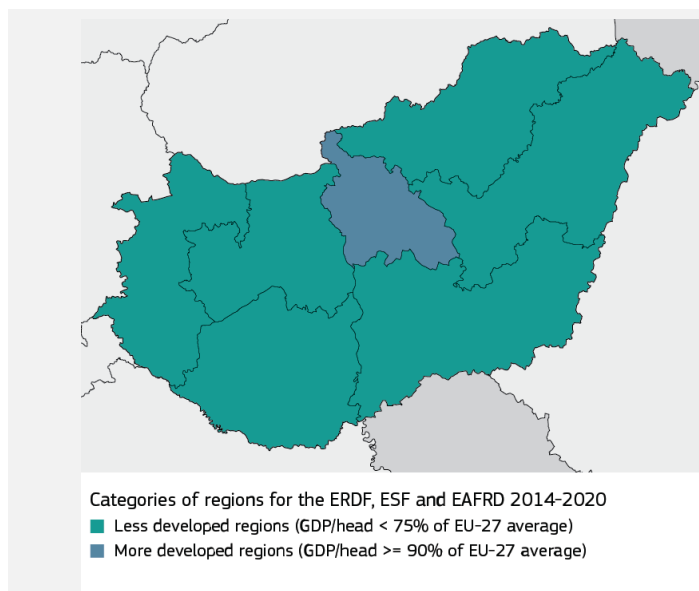 Categories of regions for the ERDF, ESF and EAFRD 2014-2020
Less developed regions (GDP/head < 75% of EU-27 average)
More developed regions (GDP/head >= 90% of EU-27 average)